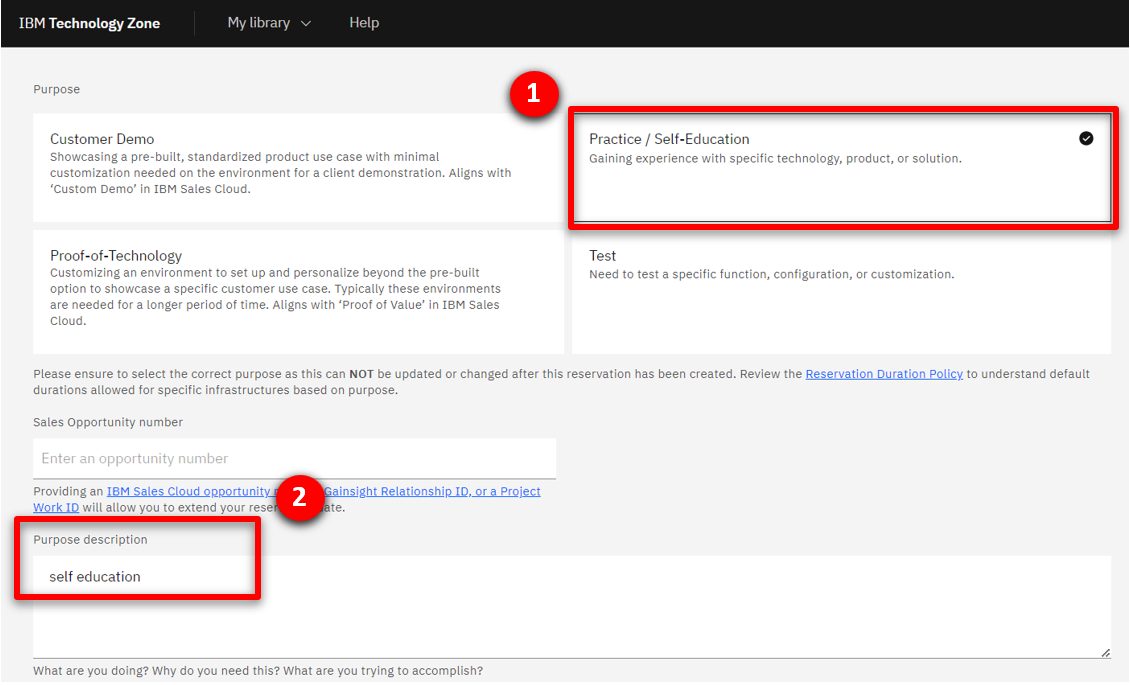 IBM Technology Zone
My library
Help
Purpose
1
Customer Demo
Showcasing a pre-built, standardized product use case with minimal
customization needed on the environment for a client demonstration. Aligns with
‘Custom Demo’ in IBM Sales Cloud.
Practice / Self-Education
Gaining experience with specific technology, product, or solution.
Proof-of-Technology
Customizing an environment to set up and personalize beyond the pre-built
option to showcase a specific customer use case. Typically these environments
are needed for a longer period of time. Aligns with ‘Proof of Value’ in IBM Sales
Cloud.
Test
Need to test a specific function, configuration, or customization.
Please ensure to select the correct purpose as this can NOT be updated or changed after this reservation has been created. Review the Reservation Duration Policy to understand default
durations allowed for specific infrastructures based on purpose.
Sales Opportunity number
Enter an opportunity number
Providing an IBM Sales Cloud opportunity Gainsight Relationship ID, or a Project
Work ID will allow you to extend your
2
Purpose description
self education
What are you doing? Why do you need this? What are you trying to accomplish?